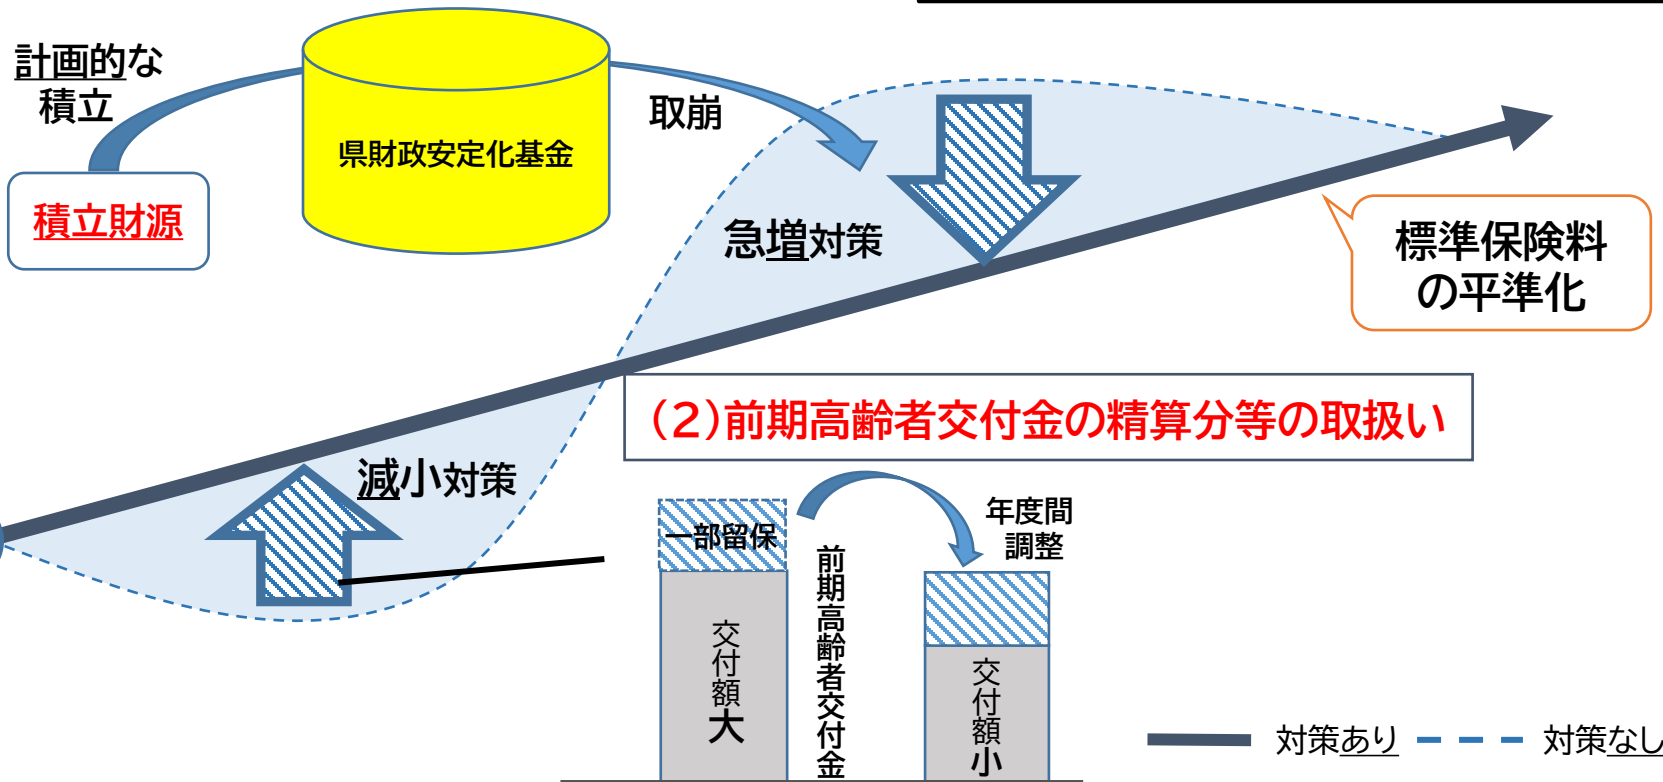 計画的な
積立
積立財源
県財政安定化基金
取崩
急増対策
標準保険料
の平準化
減小対策
(2)前期高齢者交付金の精算分等の取扱い
一部留保
交付額大
前期高齢者交付金
年度間
調整
交付額小
対策あり
対策なし